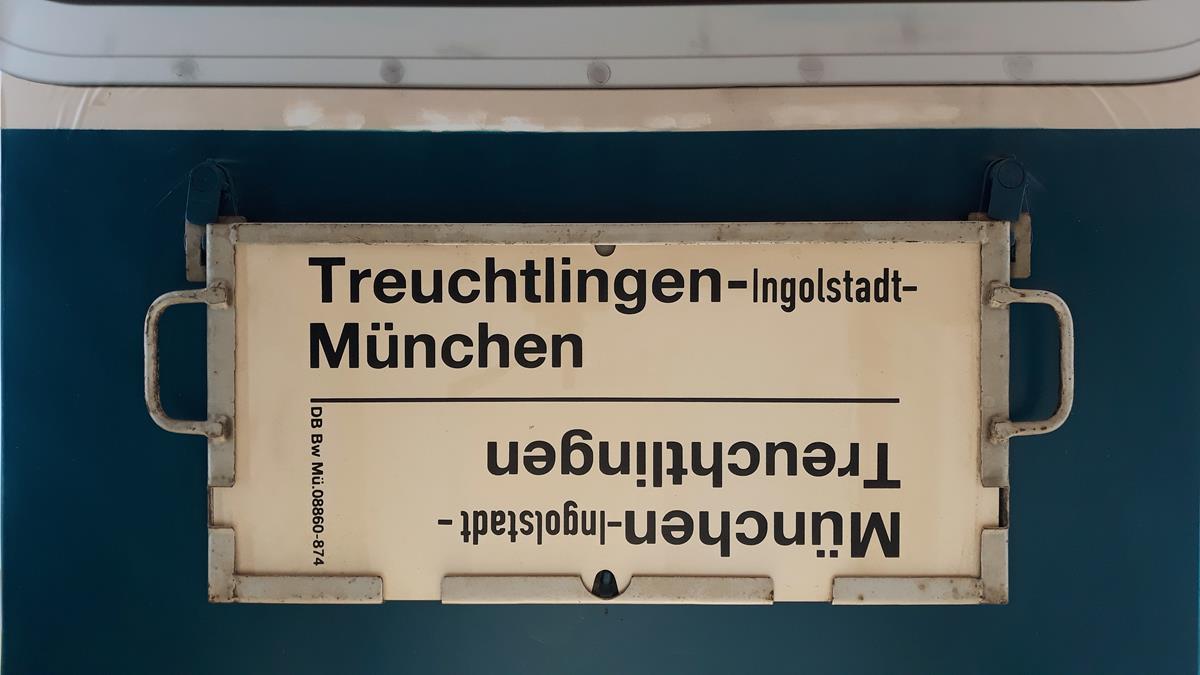 Treuchtlingen-Ingolstadt-
München
München-Ingolstadt-
Treuchtlingen
DB Bw Mü.08860-874